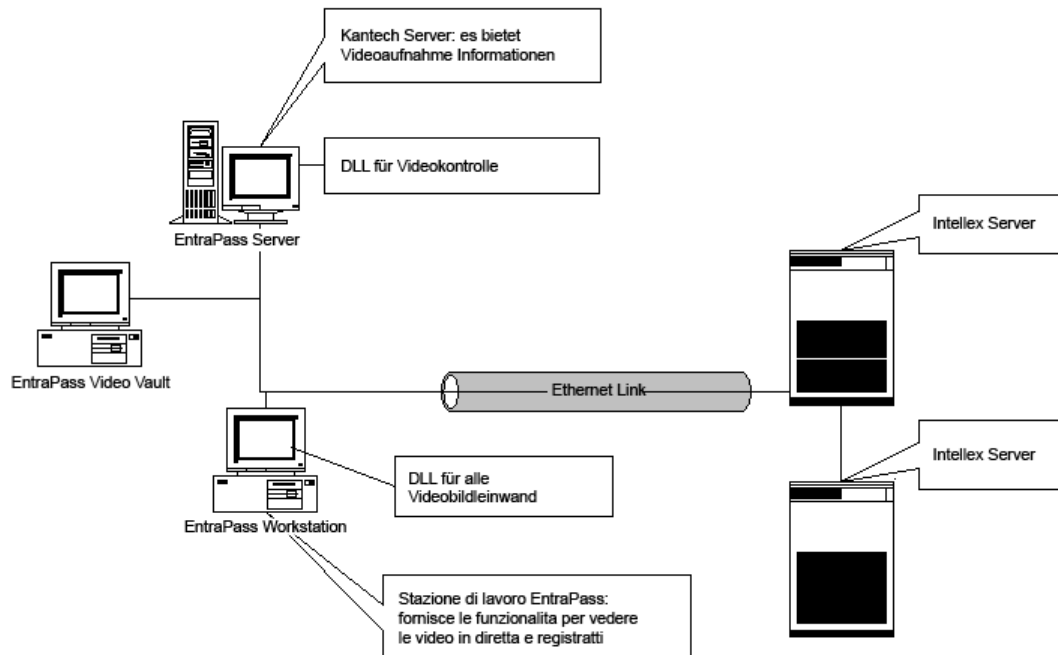 Kantech Server: es bietet
Videoaufnahme Informationen
DLL für Videokontrolle
EntraPass Server
Intellex Server
EntraPass Video Vault
Ethernet Link
EntraPass Workstation
DLL für alle
Videobildleinwand
Intellex Server
Stazione di lavoro EntraPass:
fornisce le funzionalita per vedere
le video in diretta e registratti